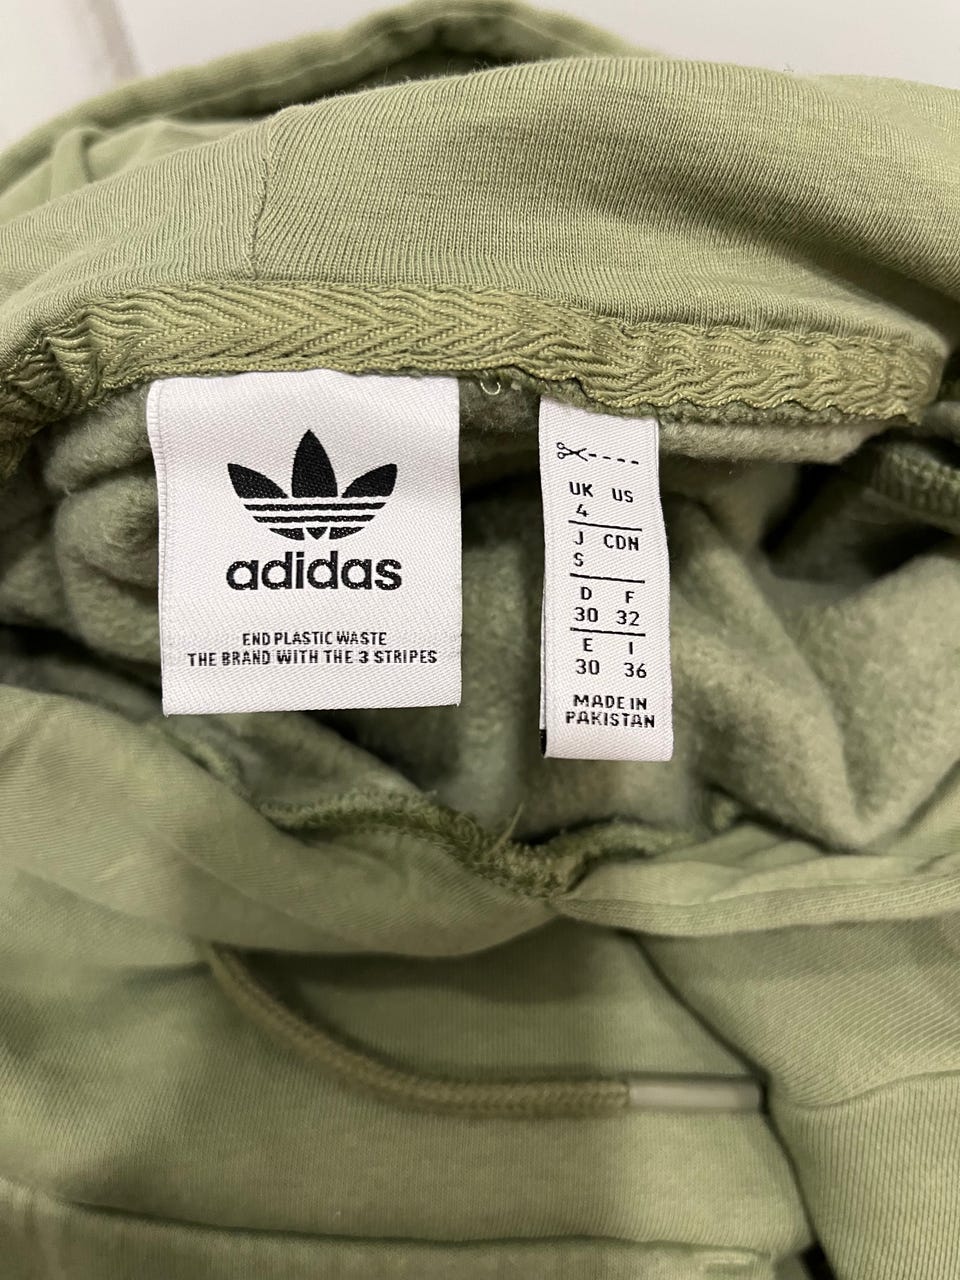 adidas
END PLASTIC WASTE
THE BRAND WITH THE 3 STRIPES
UK US
4
J CDN
S
D F
30 32
E I
30 36
MADE IN
PAKISTAN